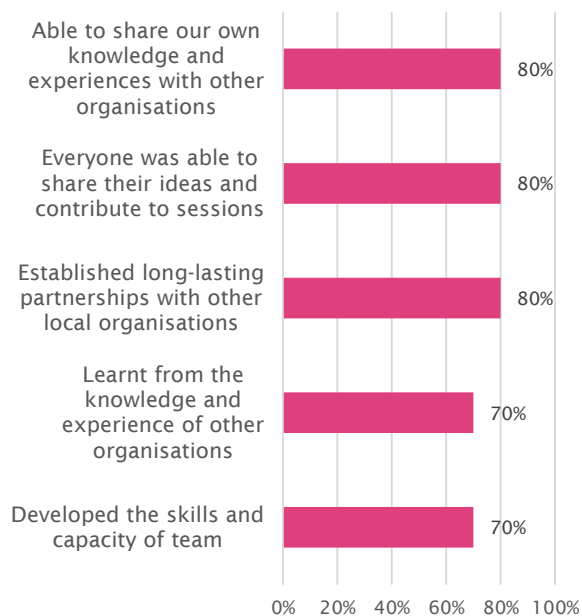 Able to share our own
knowledge and
experiences with other
organisations
80%
Everyone was able to
share their ideas and
contribute to sessions
80%
Established long-lasting
partnerships with other
local organisations
80%
Learnt from the
knowledge and
experience of other
organisations
70%
Developed the skills and
capacity of team
70%
0% 20% 40% 60% 80% 100%